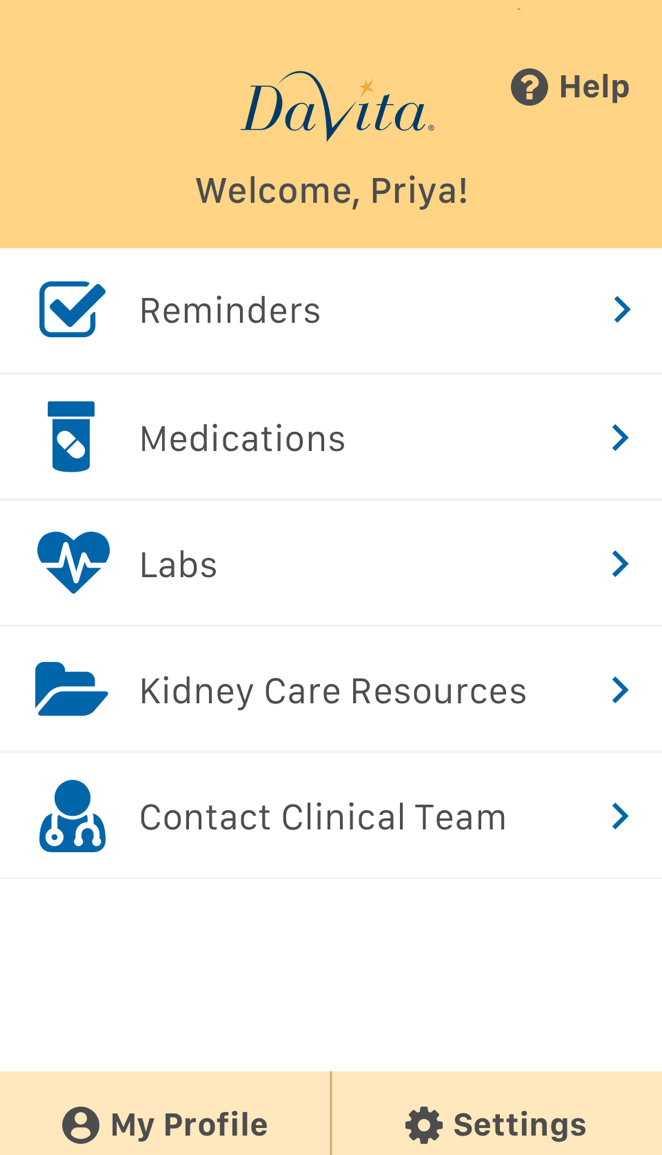 DaVita®
Help
Welcome, Priya!
Reminders
Medications
Labs
Kidney Care Resources
Contact Clinical Team
My Profile
Settings